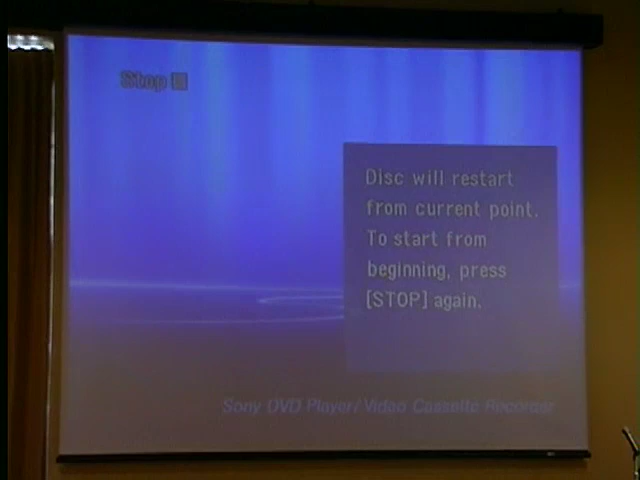 Stop
Disc will restart
from current point.
To start from
beginning, press
[STOP] again.
Sony DVD Player/Video Cassette Recorder